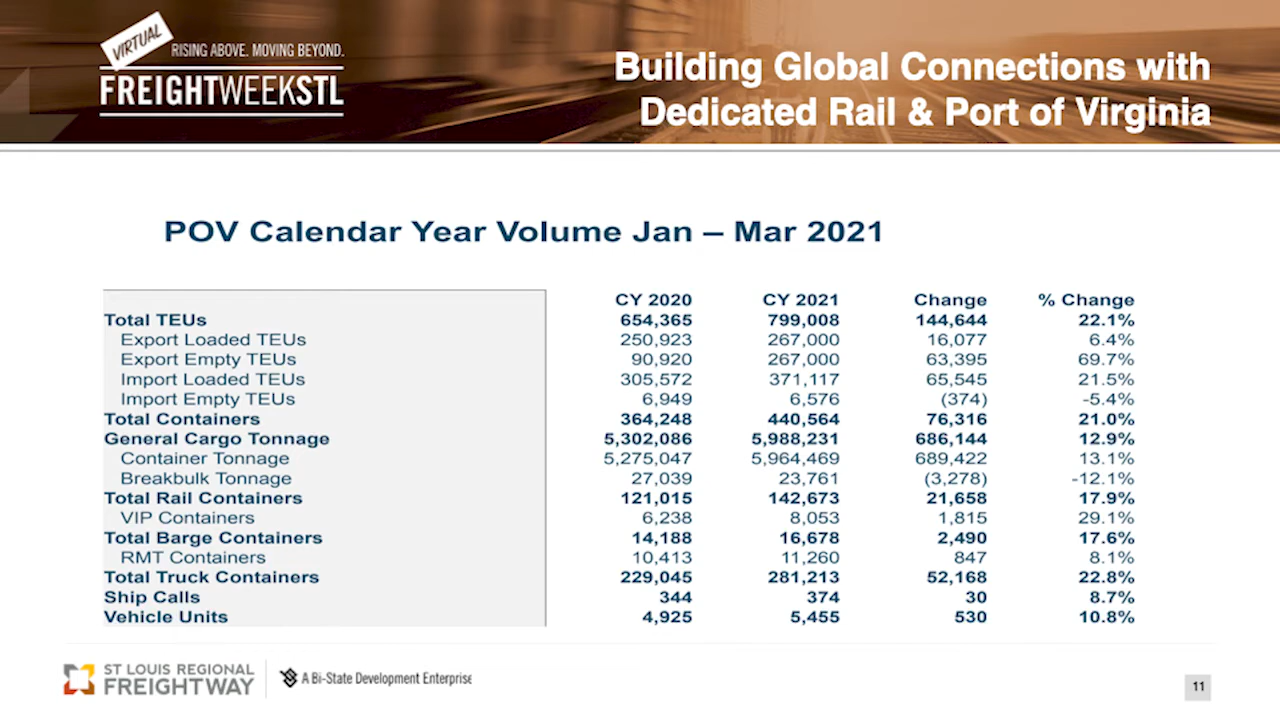 VIRTUAL
RISING ABOVE. MOVING BEYOND.
FREIGHTWEEKSTL
Building Global Connections with
Dedicated Rail & Port of Virginia
POV Calendar Year Volume Jan – Mar 2021
CY 2020 CY 2021 Change % Change
Total TEUs 654,365 799,008 144,644 22.1%
Export Loaded TEUs 250,923 267,000 16,077 6.4%
Export Empty TEUs 90,920 267,000 63,395 69.7%
Import Loaded TEUs 305,572 371,117 65,545 21.5%
Import Empty TEUs 6,949 6,576 (374) -5.4%
Total Containers 364,248 440,564 76,316 21.0%
General Cargo Tonnage 5,302,086 5,988,231 686,144 12.9%
Container Tonnage 5,275,047 5,964,469 689,422 13.1%
Breakbulk Tonnage 27,039 23,761 (3,278) -12.1%
Total Rail Containers 121,015 142,673 21,658 17.9%
VIP Containers 6,238 8,053 1,815 29.1%
Total Barge Containers 14,188 16,678 2,490 17.6%
RMT Containers 10,413 11,260 847 8.1%
Total Truck Containers 229,045 281,213 52,168 22.8%
Ship Calls 344 374 30 8.7%
Vehicle Units 4,925 5,455 530 10.8%
ST LOUIS REGIONAL
FREIGHTWAY
A Bi-State Development Enterprise
11